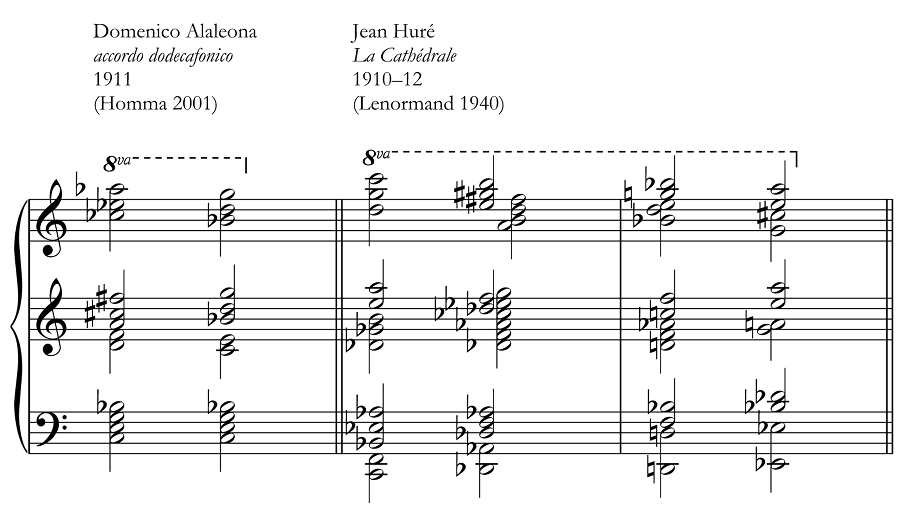 Domenico Alaleona
accordo dodecafonico
1911
(Homma 2001)
Jean Huré
La Cathédrale
1910–12
(Lenormand 1940)
8va
8va